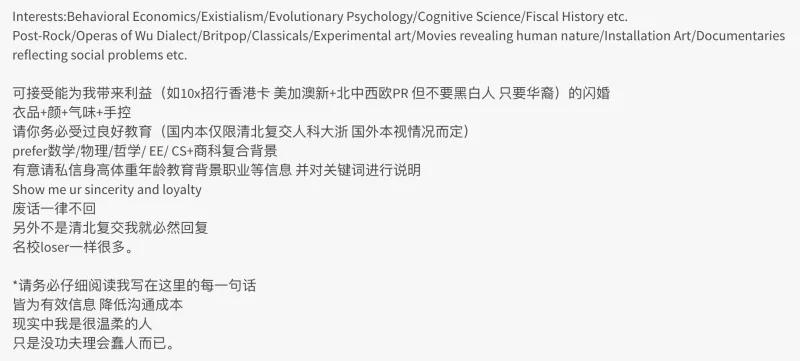 Interests:Behavioral Economics/Existialism/Evolutionary Psychology/Cognitive Science/Fiscal History etc.
Post-Rock/Operas of Wu Dialect/Britpop/Classicals/Experimental art/Movies revealing human nature/Installation Art/Documentaries
reflecting social problems etc.
可接受能为我带来利益（如10x招行香港卡 美加澳新+北中西欧PR 但不要黑白人 只要华裔）的闪婚
衣品+颜+气味+手控
请你务必受过良好教育（国内本仅限清北复交人科大浙 国外本视情况而定）
prefer数学/物理/哲学/ EE/ CS+商科复合背景
有意请私信身高体重年龄教育背景职业等信息 并对关键词进行说明
Show me ur sincerity and loyalty
废话一律不回
另外不是清北复交我就必然回复
名校loser一样很多。
*请务必仔细阅读我写在这里的每一句话
皆为有效信息 降低沟通成本
现实中我是很温柔的人
只是没功夫理会蠢人而已。